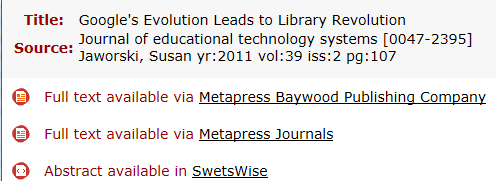 Title: Google's Evolution Leads to Library Revolution
Source: Journal of educational technology systems [0047-2395]
Jaworski, Susan yr:2011 vol:39 iss:2 pg:107
Full text available via Metapress Baywood Publishing Company
Full text available via Metapress Journals
Abstract available in SwetsWise